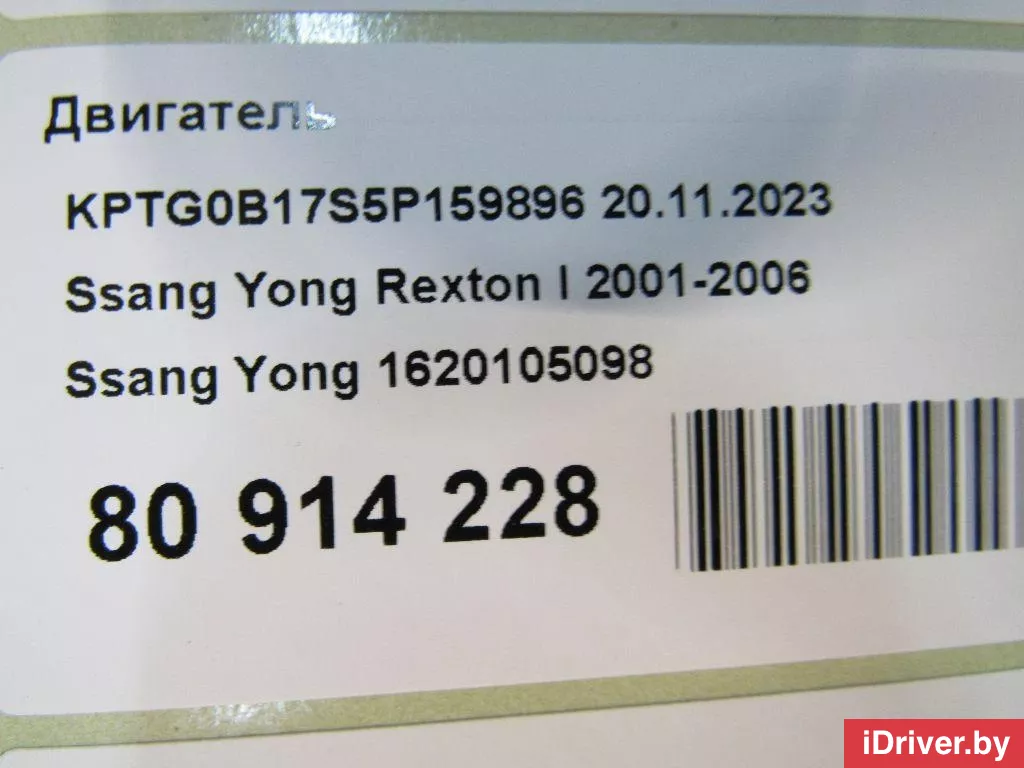 Двигатель
KPTG0B17S5P159896 20.11.2023
Ssang Yong Rexton I 2001-2006
Ssang Yong 1620105098
80 914 228
iDriver.by